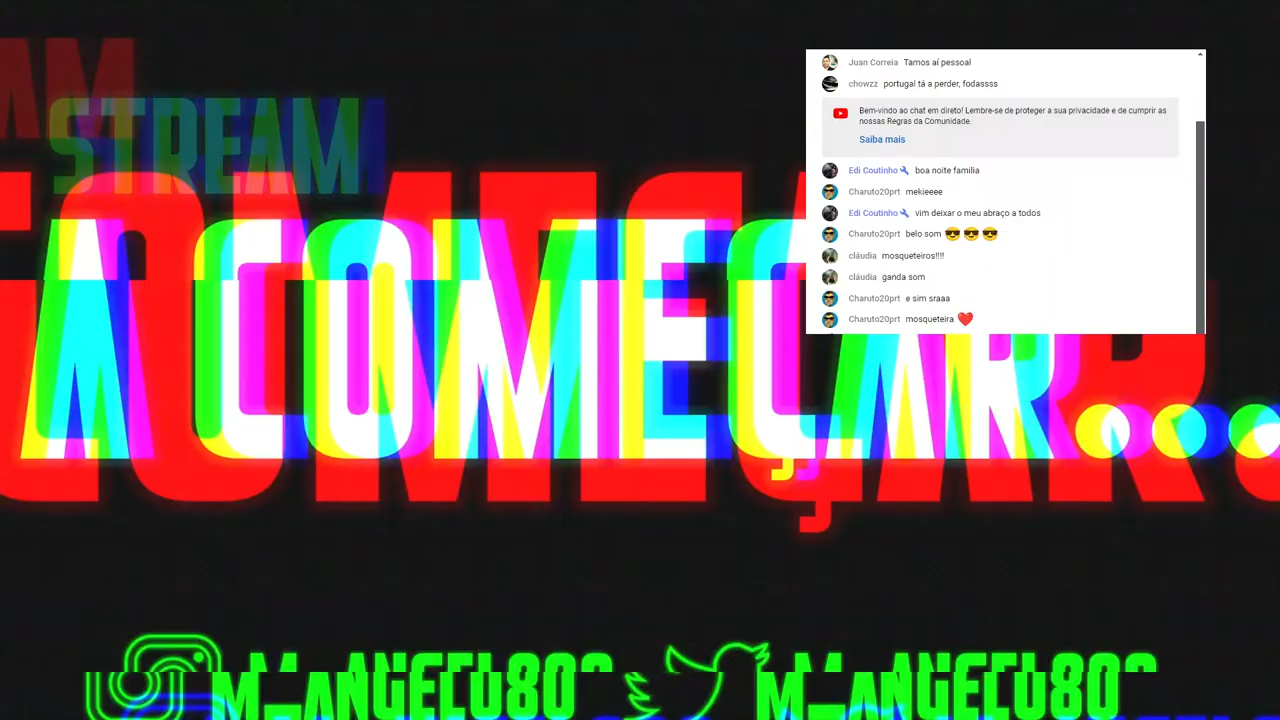 STREAM
A COMEÇAR...
Juan Correia Tamos aí pessoal
chowzz portugal tá a perder, fodassss
Bem-vindo ao chat em direto! Lembre-se de proteger a sua privacidade e de cumprir as
nossas Regras da Comunidade.
Saiba mais
Edi Coutinho boa noite familia
Charuto20prt mekieeee
Edi Coutinho vim deixar o meu abraço a todos
Charuto20prt belo som 😎😎😎
cláudia mosqueteiros!!!!
cláudia ganda som
Charuto20prt e sim sraaa
Charuto20prt mosqueteira ❤️